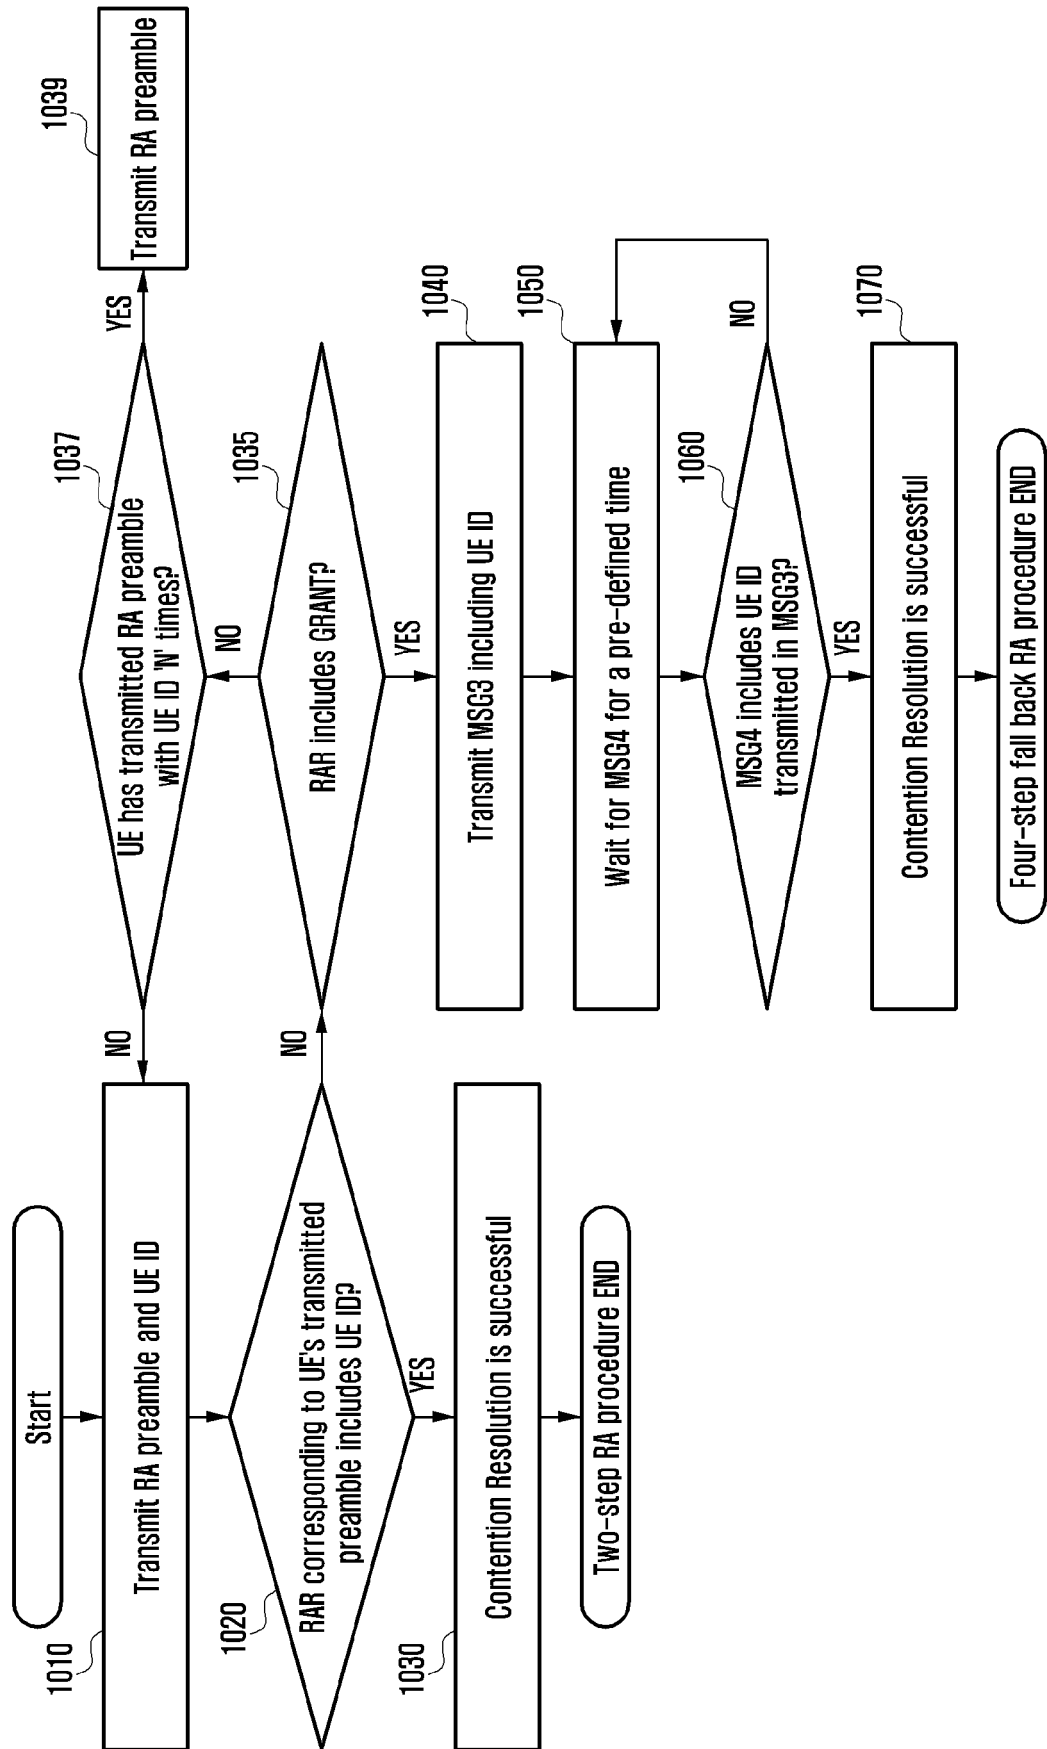 Start
1010
Transmit RA preamble and UE ID
1020
RAR corresponding to UE's transmitted
preamble includes UE ID?
NO
YES
1030
Contention Resolution is successful
Two-step RA procedure END
NO
1037
UE has transmitted RA preamble
with UE ID 'N' times?
YES
1039
Transmit RA preamble
NO
1035
RAR includes GRANT?
YES
1040
Transmit MSG3 including UE ID
1050
Wait for MSG4 for a pre-defined time
1060
MSG4 includes UE ID
transmitted in MSG3?
NO
YES
1070
Contention Resolution is successful
Four-step fall back RA procedure END